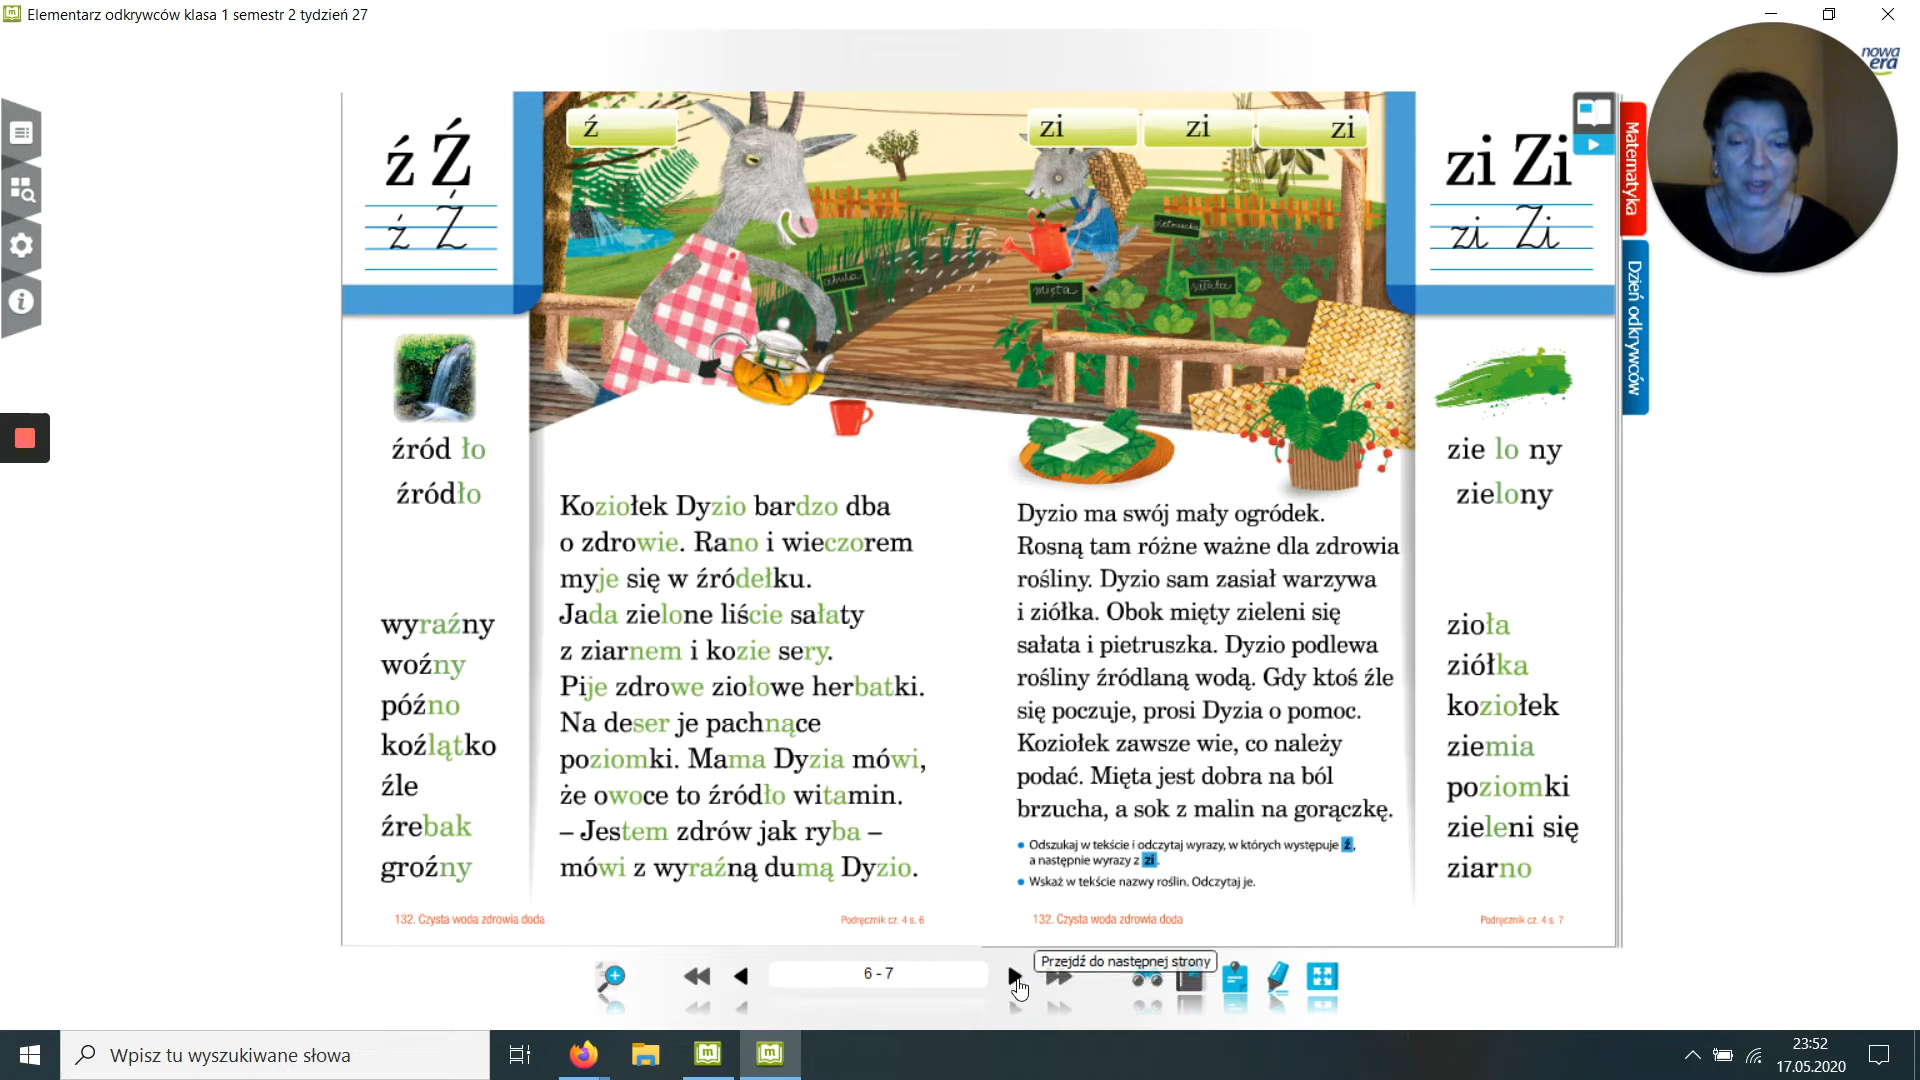 Elementarz odkrywców klasa 1 semestr 2 tydzień 27
nowa
era
Matematyka
Dzień odkrywców
ź Ź
ź Ź
źród ło
źródło
wyraźny
woźny
późno
koźlątko
źle
źrebak
groźny
ź
zi
zi
zi
cebula
pietruszka
mięta
sałata
Koziołek Dyzio bardzo dba
o zdrowie. Rano i wieczorem
myje się w źródełku.
Jada zielone liście sałaty
z ziarnem i kozie sery.
Pije zdrowe ziołowe herbatki.
Na deser je pachnące
poziomki. Mama Dyzia mówi,
że owoce to źródło witamin.
– Jestem zdrów jak ryba –
mówi z wyraźną dumą Dyzio.
132. Czysta woda zdrowia doda
Podręcznik cz. 4 s. 6
Dyzio ma swój mały ogródek.
Rosną tam różne ważne dla zdrowia
rośliny. Dyzio sam zasiał warzywa
i ziółka. Obok mięty zieleni się
sałata i pietruszka. Dyzio podlewa
rośliny źródlaną wodą. Gdy ktoś źle
się poczuje, prosi Dyzia o pomoc.
Koziołek zawsze wie, co należy
podać. Mięta jest dobra na ból
brzucha, a sok z malin na gorączkę.
• Odszukaj w tekście i odczytaj wyrazy, w których występuje ź,
a następnie wyrazy z zi.
• Wskaż w tekście nazwy roślin. Odczytaj je.
132. Czysta woda zdrowia doda
Podręcznik cz. 4 s. 7
zi Zi
zi Zi
zie lo ny
zielony
zioła
ziółka
koziołek
ziemia
poziomki
zieleni się
ziarno
Przejdź do następnej strony
6 - 7
Wpisz tu wyszukiwane słowa
23:52
17.05.2020